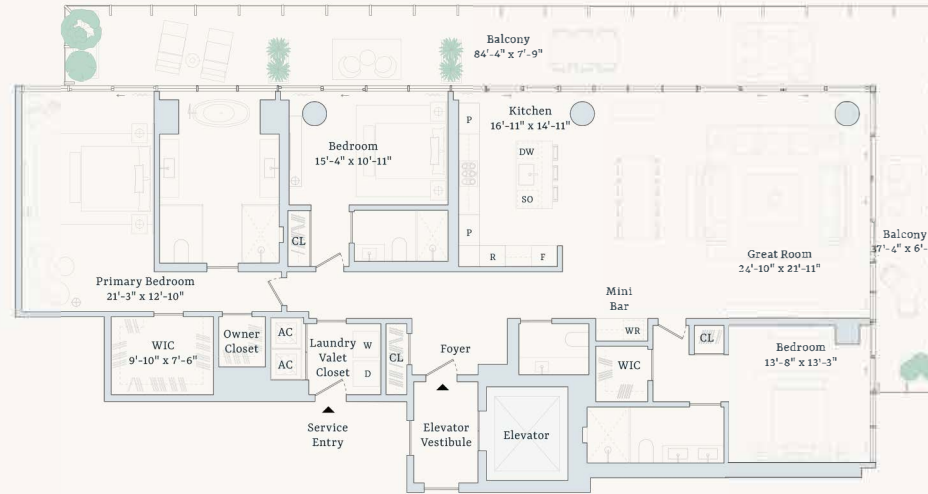 Balcony
84'-4" x 7'-9"
Kitchen
16'-11" x 14'-11"
P
DW
SO
P
R
F
Bedroom
15'-4" x 10'-11"
CL
Primary Bedroom
21'-3" x 12'-10"
Great Room
24'-10" x 21'-11"
Balcony
37'-4" x 6'-
Mini
Bar
WR
CL
WIC
9'-10" x 7'-6"
Owner
Closet
AC
AC
Laundry
Valet
Closet
W
D
CL
Foyer
WIC
Bedroom
13'-8" x 13'-3"
Service
Entry
Elevator
Vestibule
Elevator